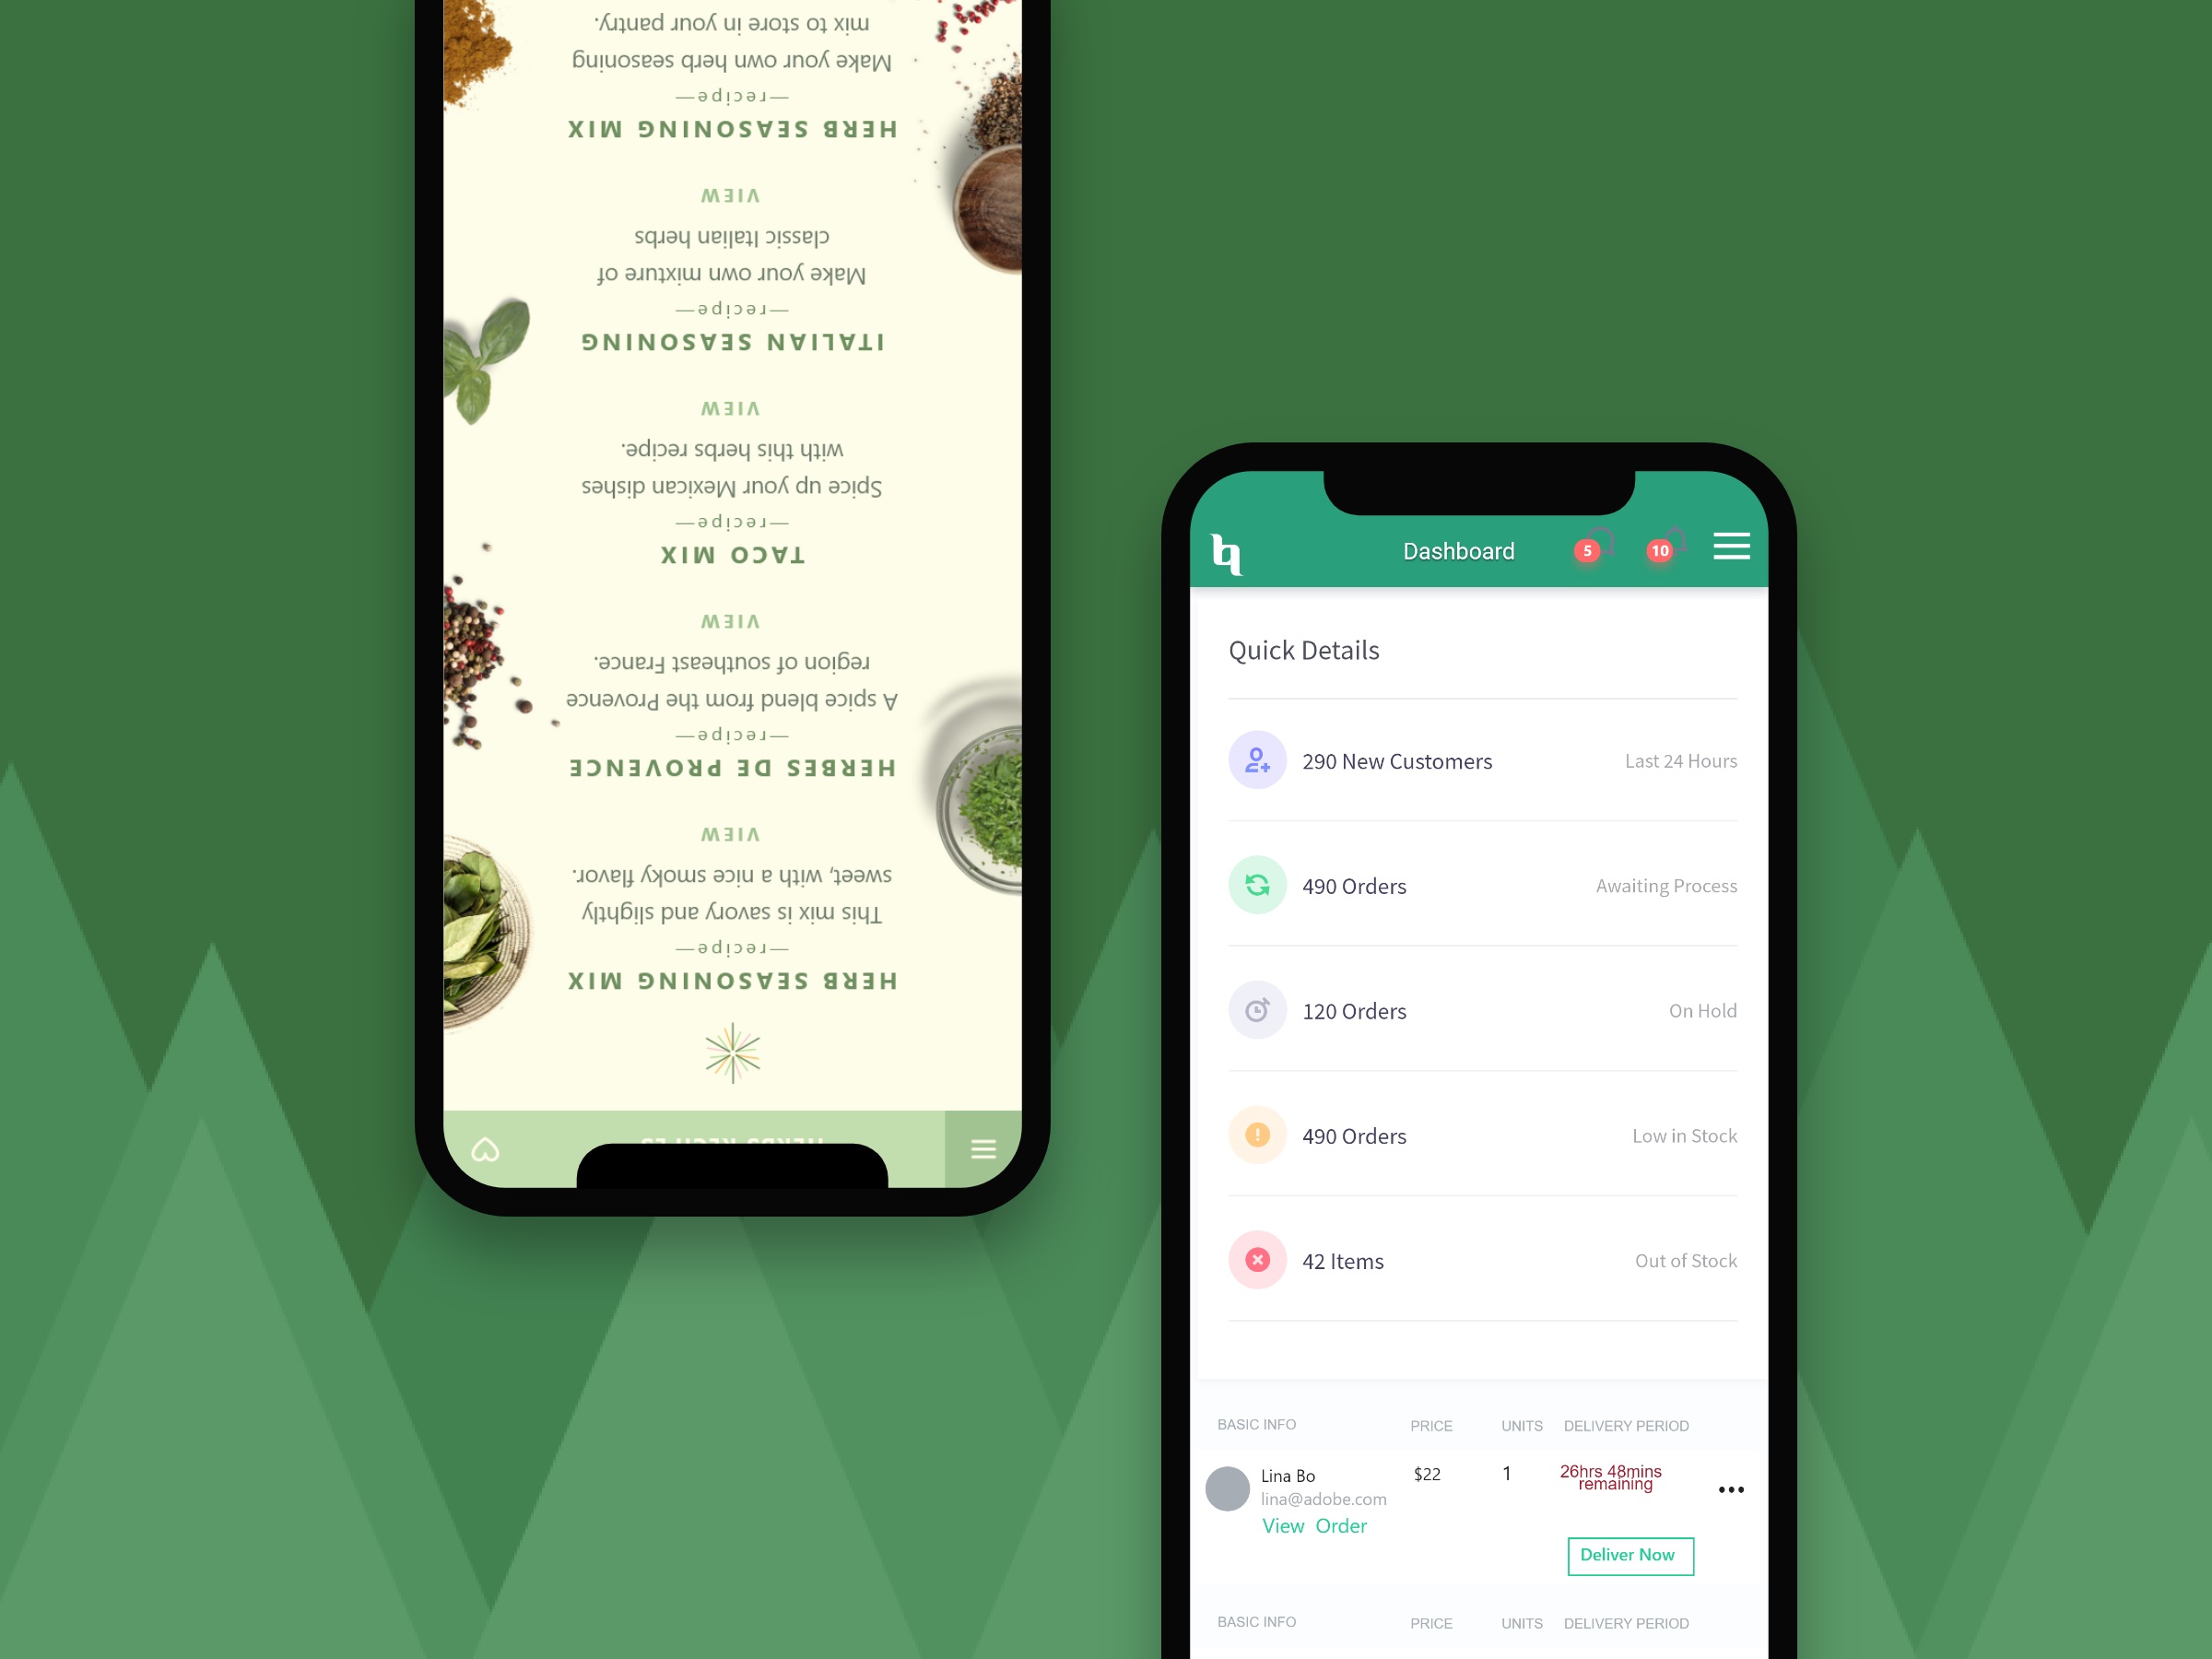 HERBS RECIPES
HERB SEASONING MIX
—recipe—
This mix is savory and slightly
sweet, with a nice smoky flavor.
VIEW
HERBES DE PROVENCE
—recipe—
A spice blend from the Provence
region of southeast France.
VIEW
TACO MIX
—recipe—
Spice up your Mexican dishes
with this herbs recipe.
VIEW
ITALIAN SEASONING
—recipe—
Make your own mixture of
classic Italian herbs
VIEW
HERB SEASONING MIX
—recipe—
Make your own herb seasoning
mix to store in your pantry.
Dashboard 5 10
Quick Details
290 New Customers Last 24 Hours
490 Orders Awaiting Process
120 Orders On Hold
490 Orders Low in Stock
42 Items Out of Stock
BASIC INFO PRICE UNITS DELIVERY PERIOD
Lina Bo $22 1 26hrs 48mins
remaining
lina@adobe.com
View Order
Deliver Now
BASIC INFO PRICE UNITS DELIVERY PERIOD